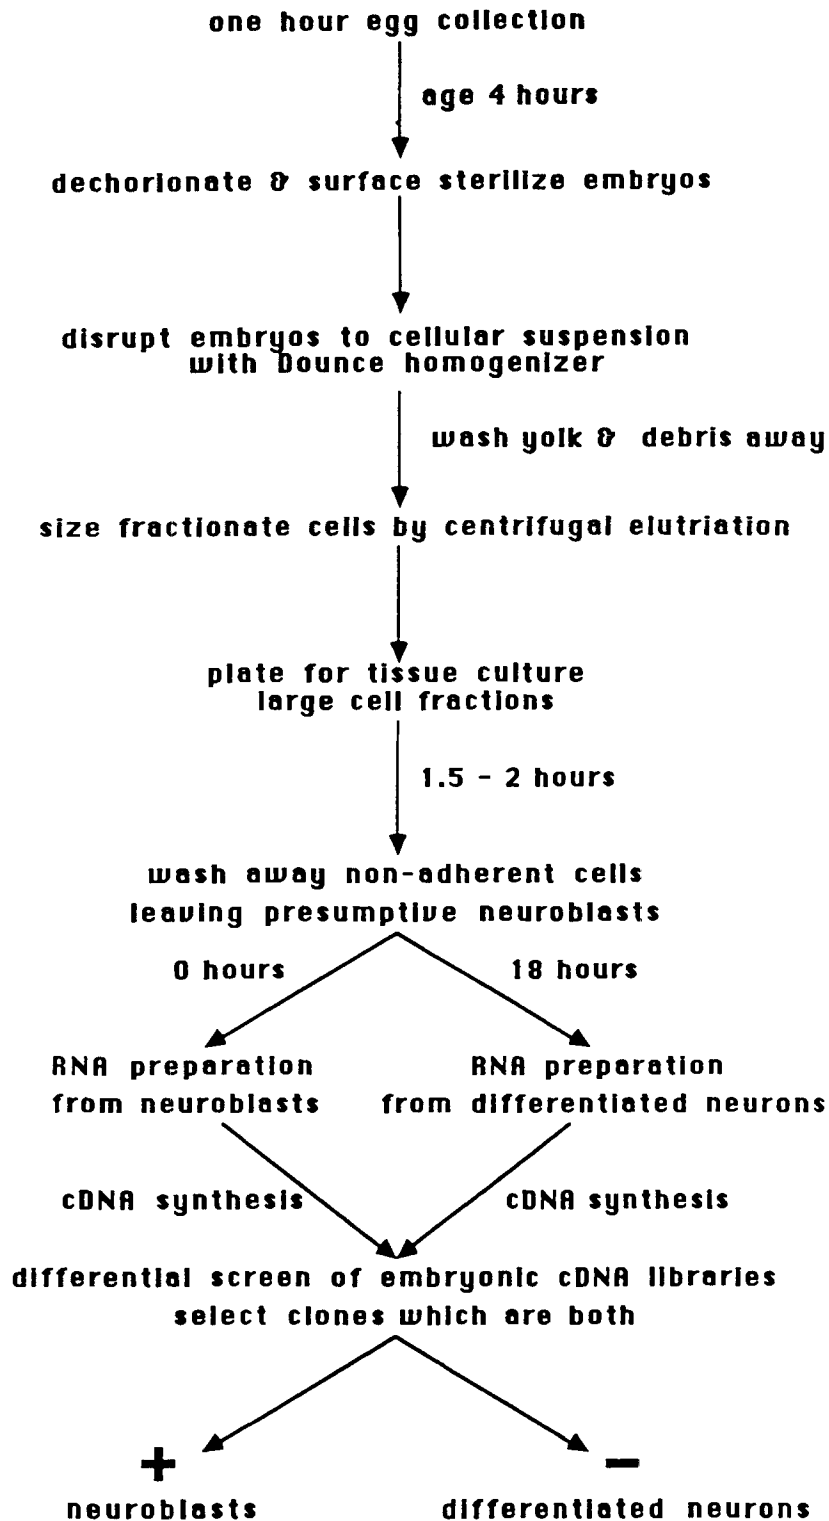 one hour egg collection
age 4 hours
dechorionate & surface sterilize embryos
disrupt embryos to cellular suspension
with Dounce homogenizer
wash yolk & debris away
size fractionate cells by centrifugal elutriation
plate for tissue culture
large cell fractions
1.5 - 2 hours
wash away non-adherent cells
leaving presumptive neuroblasts
0 hours
18 hours
RNA preparation
from neuroblasts
RNA preparation
from differentiated neurons
cDNA synthesis
cDNA synthesis
differential screen of embryonic cDNA libraries
select clones which are both
+
neuroblasts
−
differentiated neurons